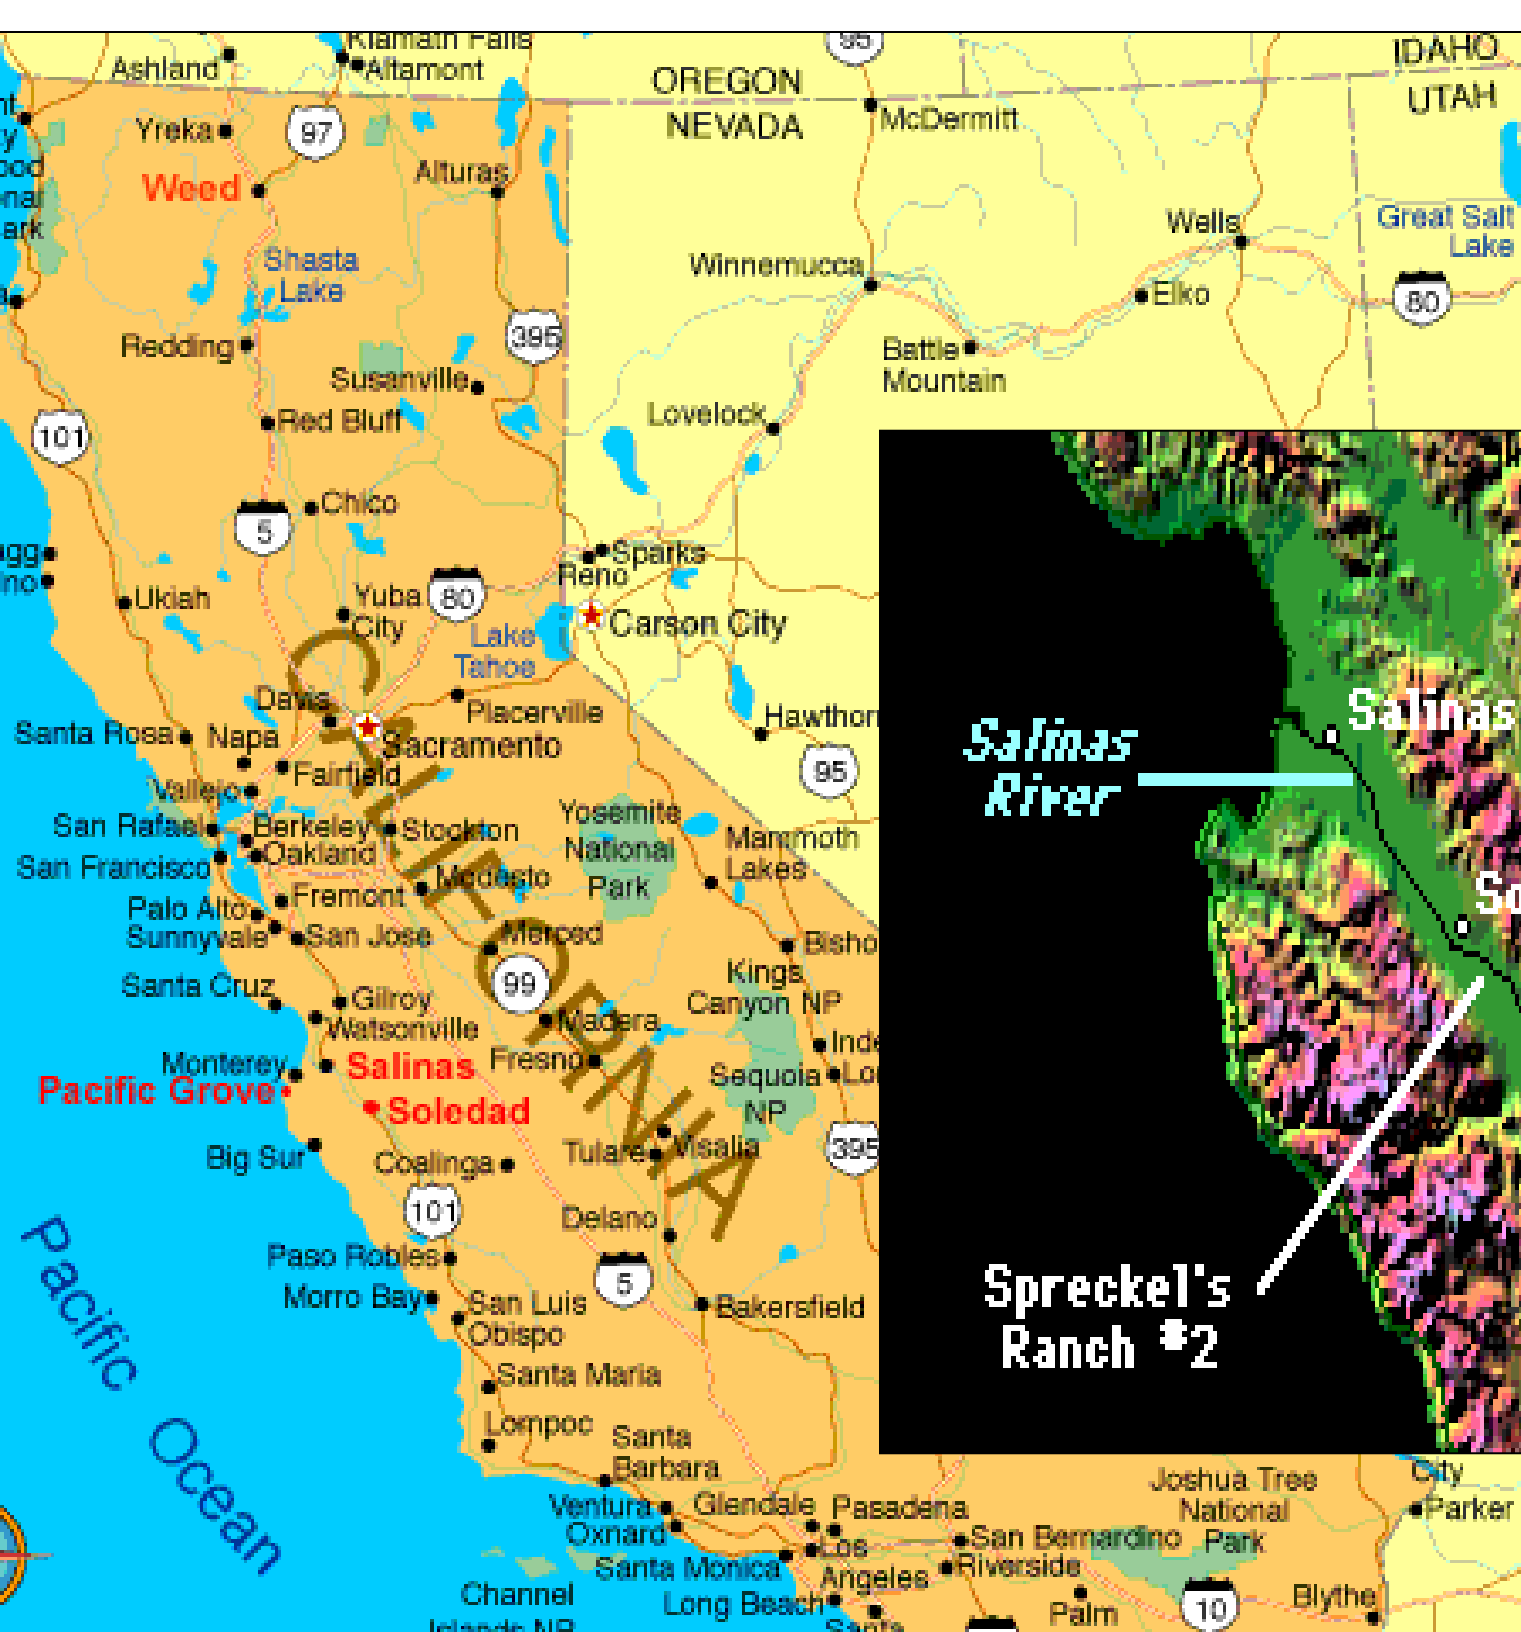 Klamath Falls
95
IDAHO
Ashland
Altamont
OREGON
UTAH
Yreka
97
NEVADA
McDermitt
Weed
Alturas
Wells
Great Salt
Lake
Shasta
Lake
Winnemucca
Elko
80
Redding
395
Battle
Mountain
Susanville
101
Red Bluff
Lovelock
Chico
5
Sparks
Reno
Ukiah
Yuba
City
80
Lake
Tahoe
Carson City
Davis
Placerville
Santa Rosa
Napa
Sacramento
Fairfield
Vallejo
95
San Rafael
Berkeley
Stockton
Yosemite
National
Park
Mammoth
Lakes
San Francisco
Oakland
Modesto
Fremont
Palo Alto
Sunnyvale
San Jose
Merced
CALIFORNIA
Kings
Canyon NP
Santa Cruz
Gilroy
99
Watsonville
Madera
Monterey
Salinas
Fresno
Sequoia
NP
Pacific Grove
Soledad
Big Sur
Coalinga
Tulare
Visalia
395
101
Delano
Paso Robles
5
Morro Bay
San Luis
Obispo
Bakersfield
Santa Maria
Lompoc
Santa
Barbara
Pacific Ocean
Ventura
Glendale
Pasadena
Oxnard
Los
Angeles
San Bernardino
Santa Monica
Riverside
Long Beach
Santa
Channel
Islands NP
Joshua Tree
National
Park
City
Parker
Palm
10
Blythe
Salinas
Salinas
River
So
Spreckel's
Ranch #2